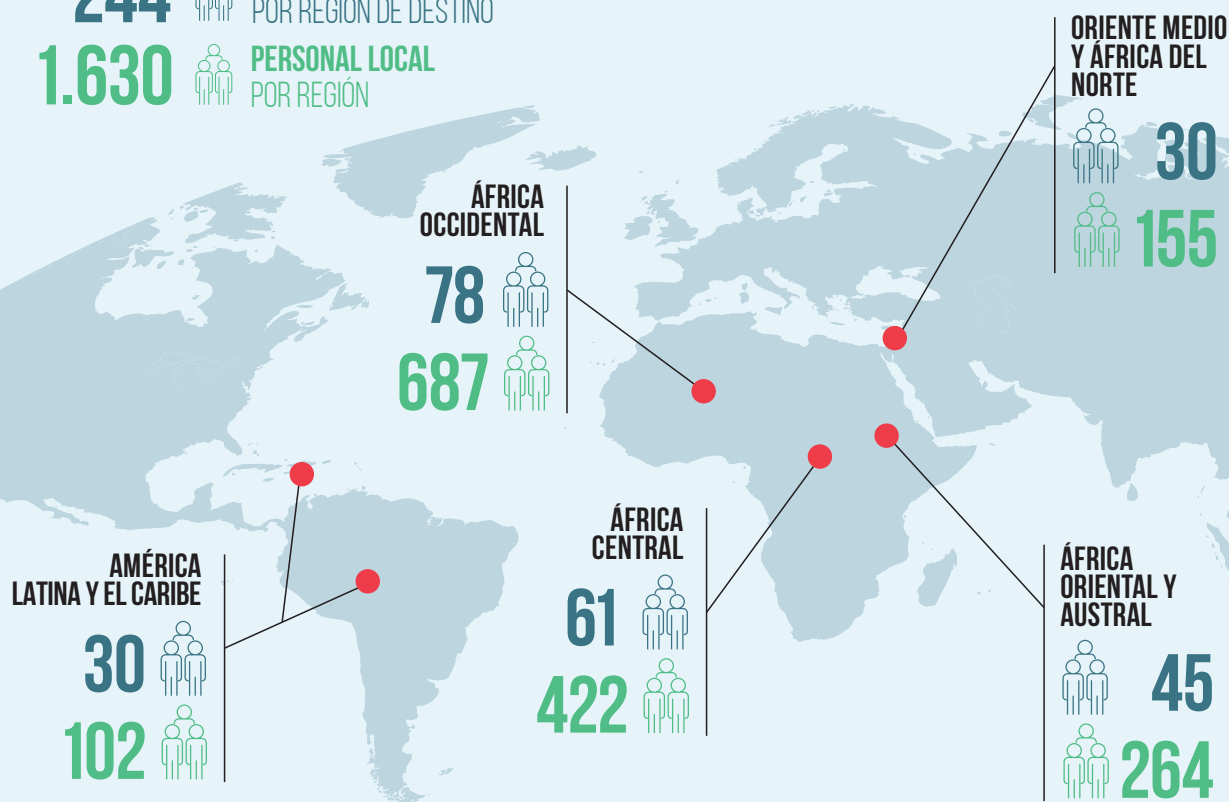 244
POR REGIÓN DE DESTINO
1.630
PERSONAL LOCAL
POR REGIÓN
ORIENTE MEDIO
Y ÁFRICA DEL
NORTE
30
155
ÁFRICA
OCCIDENTAL
78
687
AMÉRICA
LATINA Y EL CARIBE
30
102
ÁFRICA
CENTRAL
61
422
ÁFRICA
ORIENTAL Y
AUSTRAL
45
264